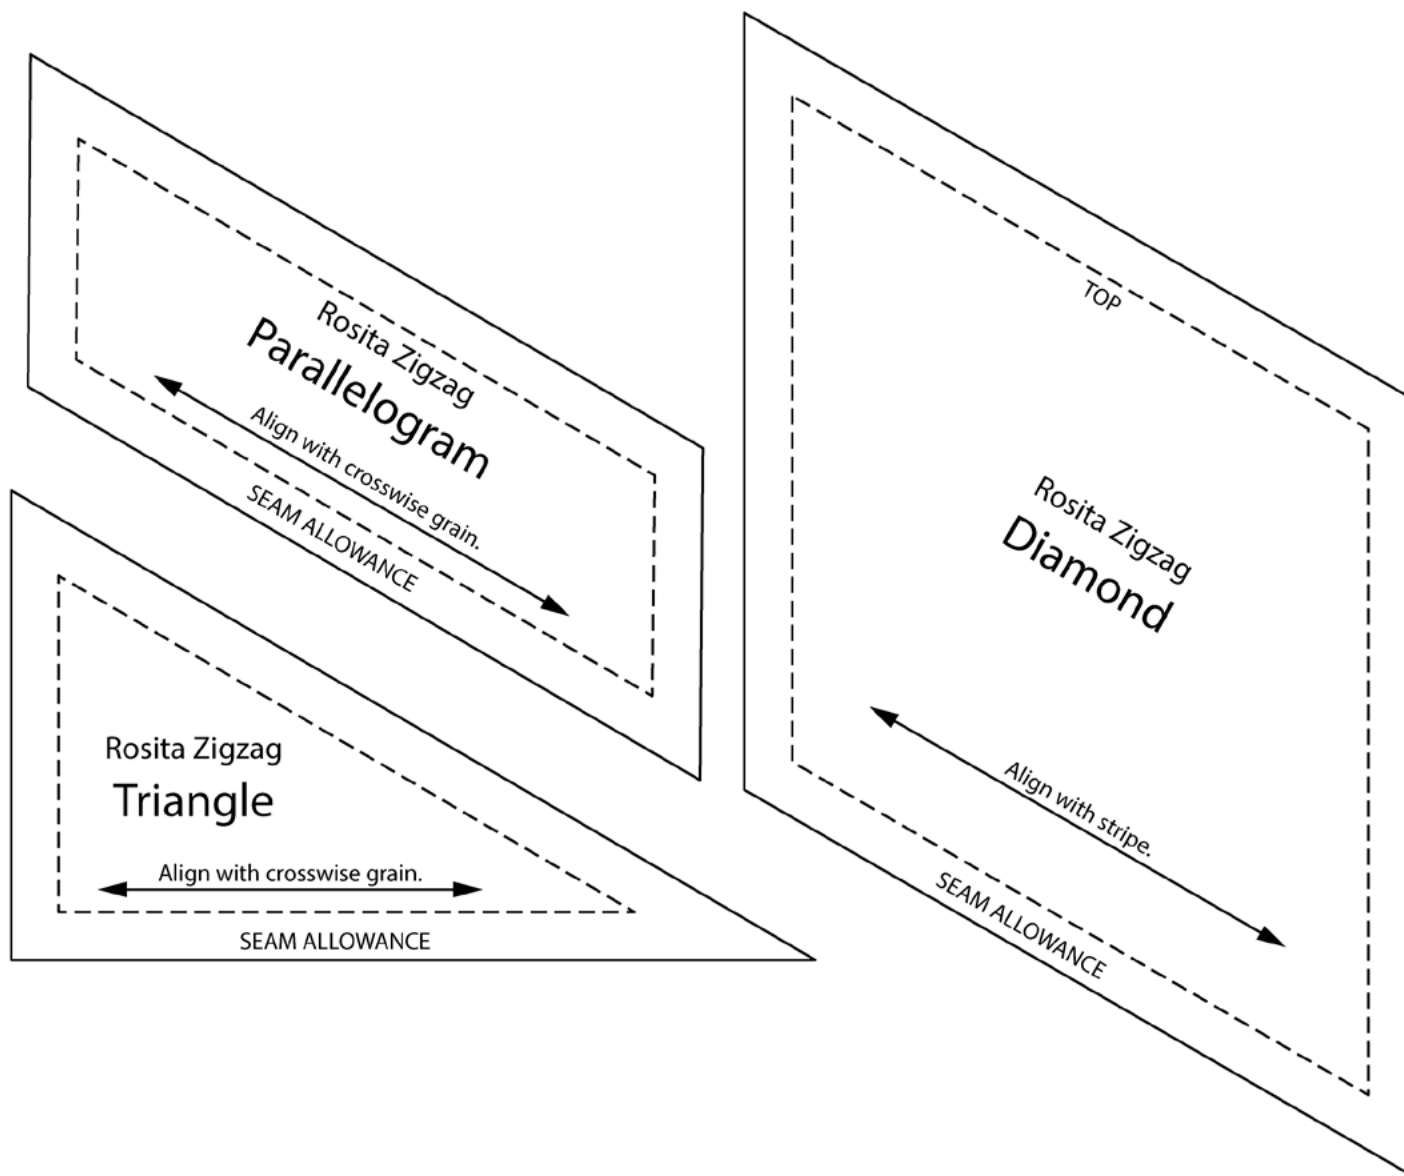 Rosita Zigzag
Parallelogram
Align with crosswise grain.
SEAM ALLOWANCE
Rosita Zigzag
Triangle
Align with crosswise grain.
SEAM ALLOWANCE
TOP
Rosita Zigzag
Diamond
Align with stripe.
SEAM ALLOWANCE